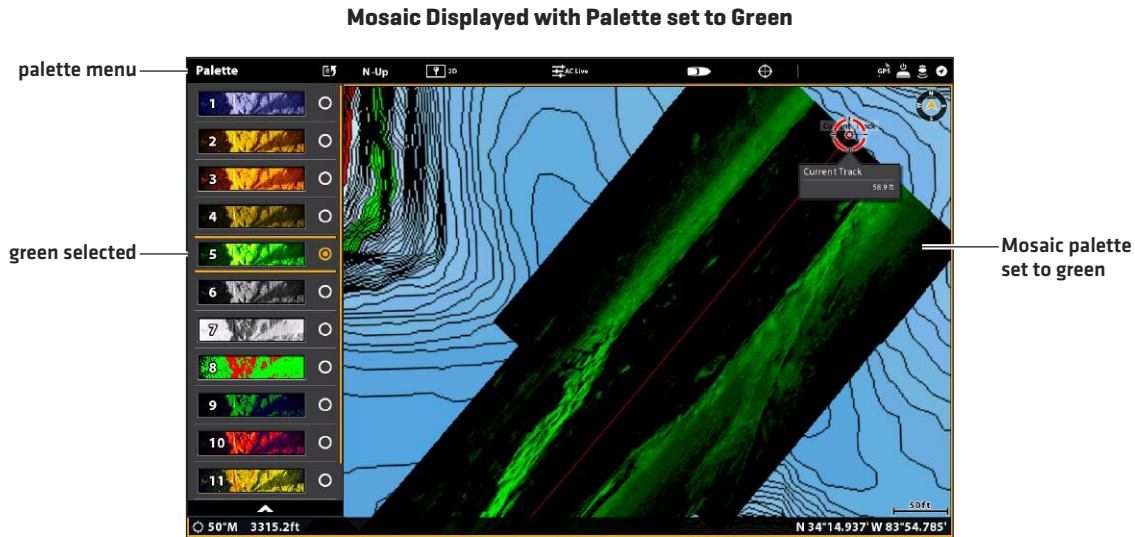 Mosaic Displayed with Palette set to Green
palette menu
Palette
N-Up
2D
AC Live
GPS
1
2
3
4
green selected
5
6
7
8
9
10
11
N
Current Track
58.9 ft
Mosaic palette
set to green
50ft
50°M 3315.2ft
N 34°14.937' W 83°54.785'